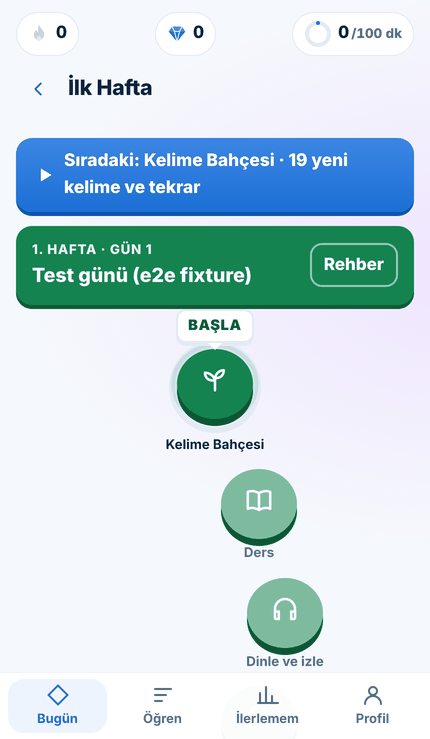 0
0
0/100 dk
İlk Hafta
Sıradaki: Kelime Bahçesi · 19 yeni
kelime ve tekrar
1. HAFTA · GÜN 1
Test günü (e2e fixture)
Rehber
BAŞLA
Kelime Bahçesi
Ders
Dinle ve izle
Bugün
Öğren
İlerlemem
Profil